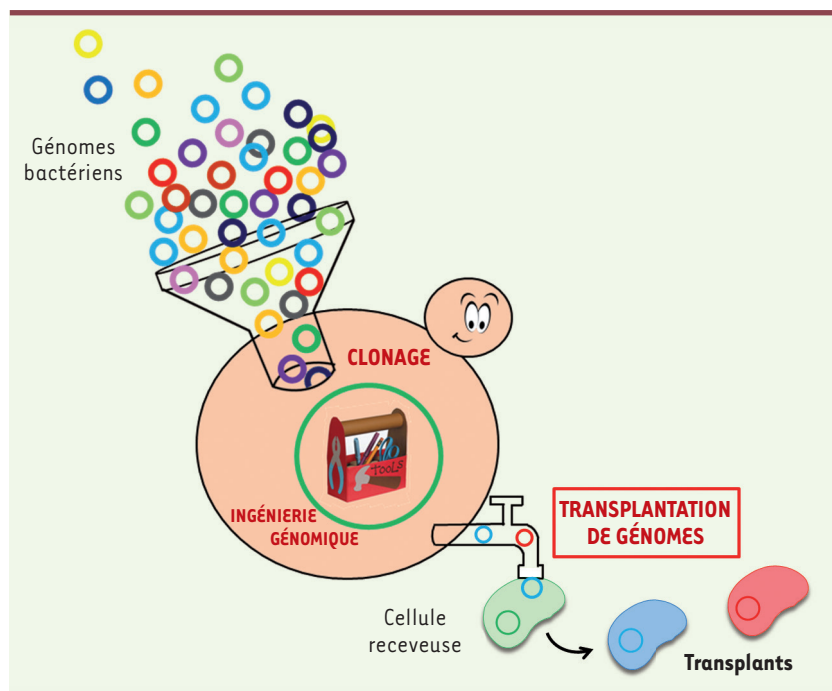 Génomes
bactériens
CLONAGE
TOOLS
INGÉNIERIE
GÉNOMIQUE
TRANSPLANTATION
DE GÉNOMES
Cellule
receveuse
Transplants